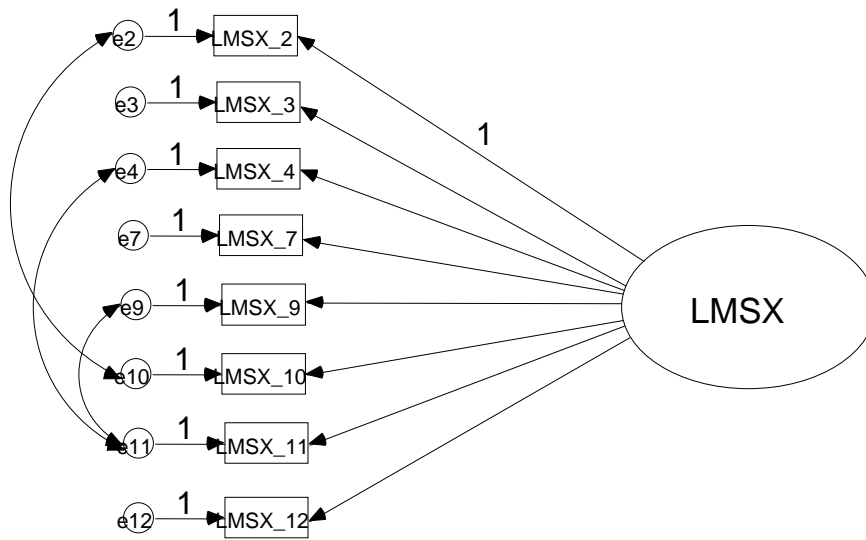 e2 1 LMSX_2
e3 1 LMSX_3
1
e4 1 LMSX_4
e7 1 LMSX_7
e9 1 LMSX_9
LMSX
e10 1 LMSX_10
e11 1 LMSX_11
e12 1 LMSX_12